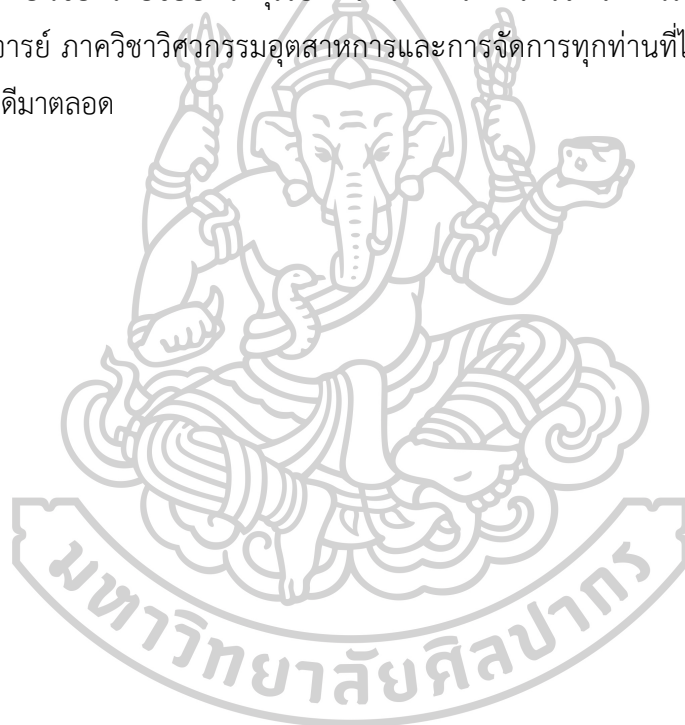 ารย์ ภาควิชาวิศวกรรมอุตสาหการและการจัดการทุกท่านที่ไ
ดีมาตลอด
มหาวิทยาลัยศิลปากร